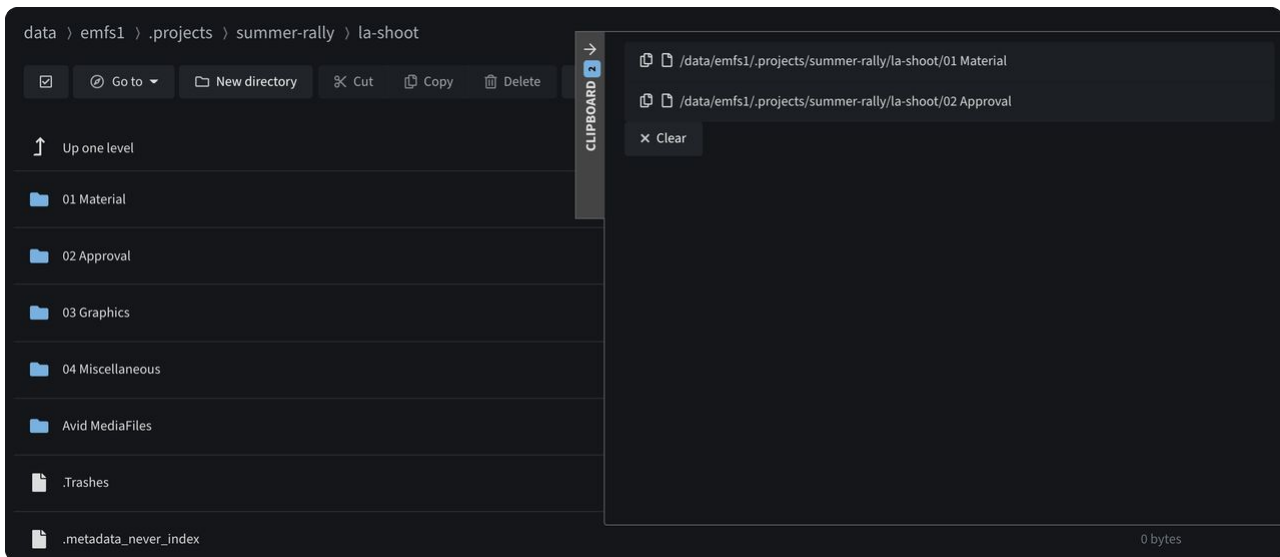 data 〉 emfs1 〉 .projects 〉 summer-rally 〉 la-shoot
Go to
New directory
Cut
Copy
Delete
Up one level
01 Material
02 Approval
03 Graphics
04 Miscellaneous
Avid MediaFiles
.Trashes
.metadata_never_index
0 bytes
CLIPBOARD 2
/data/emfs1/.projects/summer-rally/la-shoot/01 Material
/data/emfs1/.projects/summer-rally/la-shoot/02 Approval
Clear